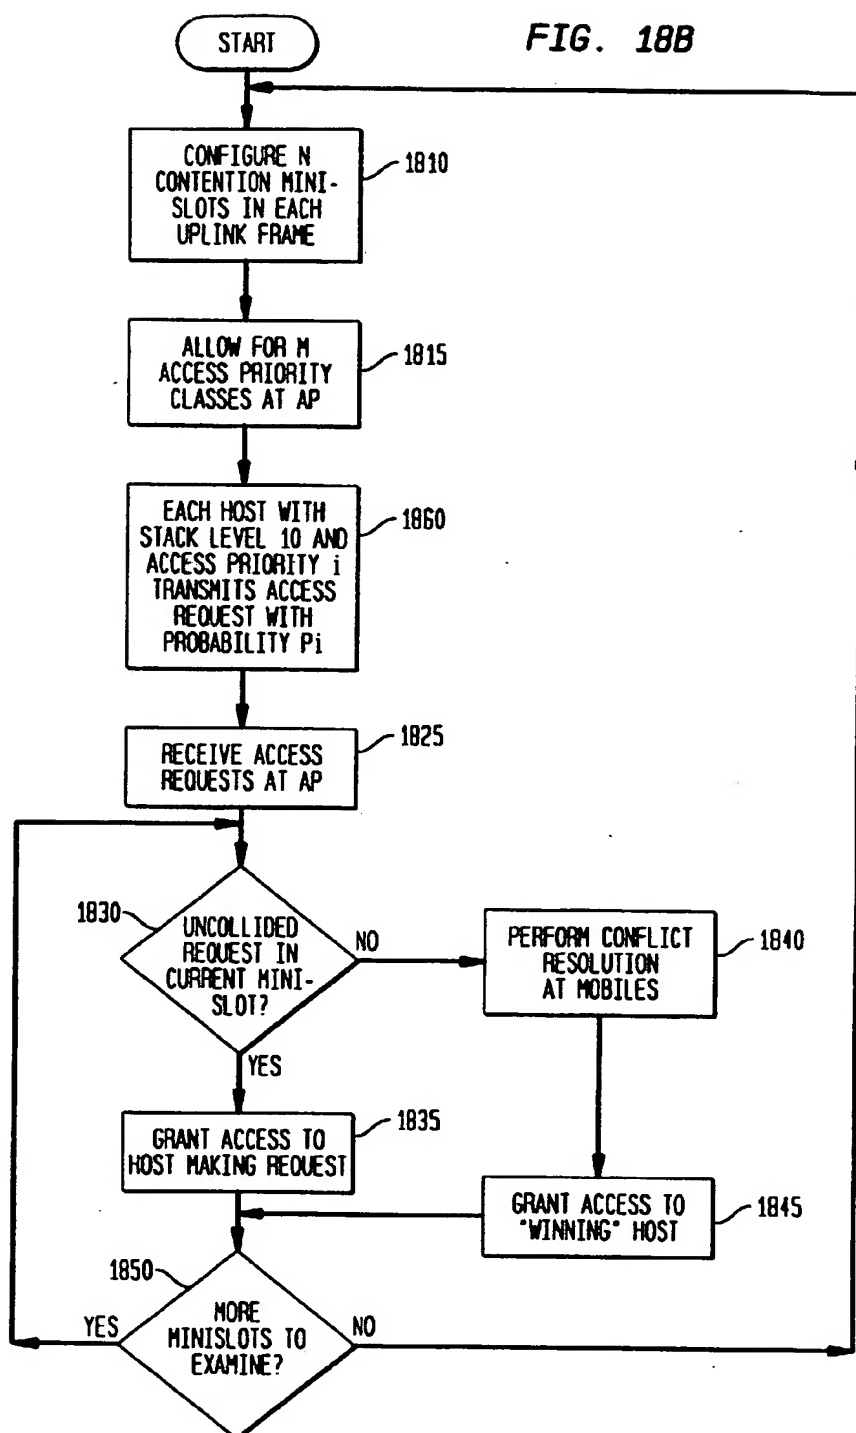 FIG. 18B
START
CONFIGURE N
CONTENTION MINI-
SLOTS IN EACH
UPLINK FRAME
1810
ALLOW FOR M
ACCESS PRIORITY
CLASSES AT AP
1815
EACH HOST WITH
STACK LEVEL 10 AND
ACCESS PRIORITY i
TRANSMITS ACCESS
REQUEST WITH
PROBABILITY Pi
1860
RECEIVE ACCESS
REQUESTS AT AP
1825
1830
UNCOLLIDED
REQUEST IN
CURRENT MINI-
SLOT?
NO
YES
PERFORM CONFLICT
RESOLUTION
AT MOBILES
1840
GRANT ACCESS TO
HOST MAKING REQUEST
1835
GRANT ACCESS TO
"WINNING" HOST
1845
1850
MORE
MINISLOTS TO
EXAMINE?
YES
NO